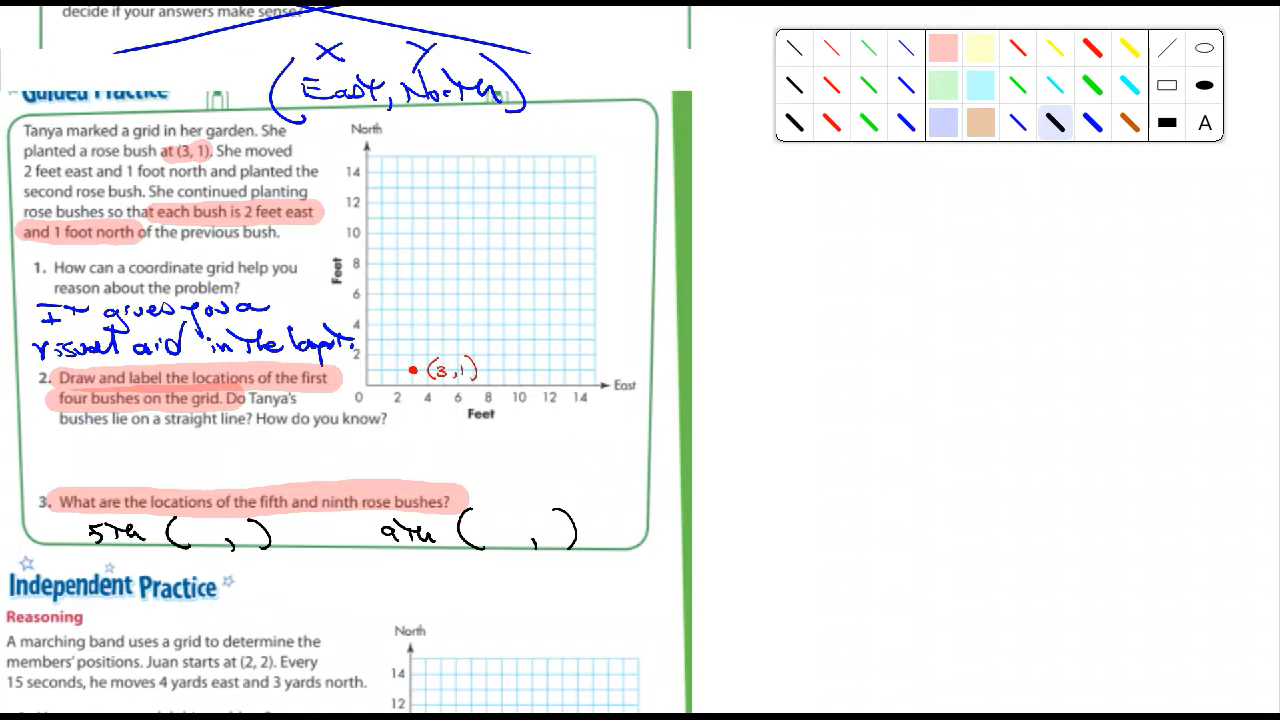 decide if your answers make sense?
X Y
(East, North)
Guided Practice
Tanya marked a grid in her garden. She
planted a rose bush at (3, 1). She moved
2 feet east and 1 foot north and planted the
second rose bush. She continued planting
rose bushes so that each bush is 2 feet east
and 1 foot north of the previous bush.
1. How can a coordinate grid help you
reason about the problem?
It gives you a
visual aid in the layout.
2. Draw and label the locations of the first
four bushes on the grid. Do Tanya's
bushes lie on a straight line? How do you know?
3. What are the locations of the fifth and ninth rose bushes?
5th ( , ) 9th ( , )
North
14
12
10
8
6
4
2
Feet
(3,1)
0 2 4 6 8 10 12 14
East
Feet
Independent Practice
Reasoning
A marching band uses a grid to determine the
members' positions. Juan starts at (2, 2). Every
15 seconds, he moves 4 yards east and 3 yards north.
North
14
12
A